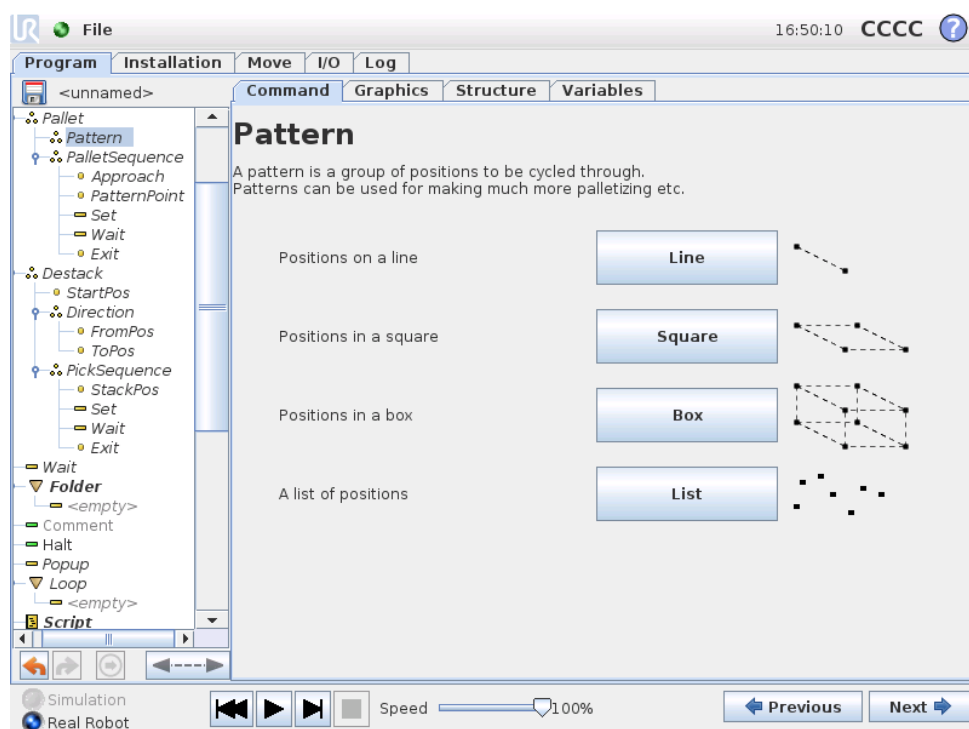 UR File 16:50:10 CCCC ?
Program Installation Move I/O Log
<unnamed>
Command Graphics Structure Variables
Pallet
Pattern
PalletSequence
Approach
PatternPoint
Set
Wait
Exit
Destack
StartPos
Direction
FromPos
ToPos
PickSequence
StackPos
Set
Wait
Exit
Wait
Folder
<empty>
Comment
Halt
Popup
Loop
<empty>
Script
Pattern
A pattern is a group of positions to be cycled through.
Patterns can be used for making much more palletizing etc.
Positions on a line Line
Positions in a square Square
Positions in a box Box
A list of positions List
Simulation
Real Robot
Speed 100%
Previous Next